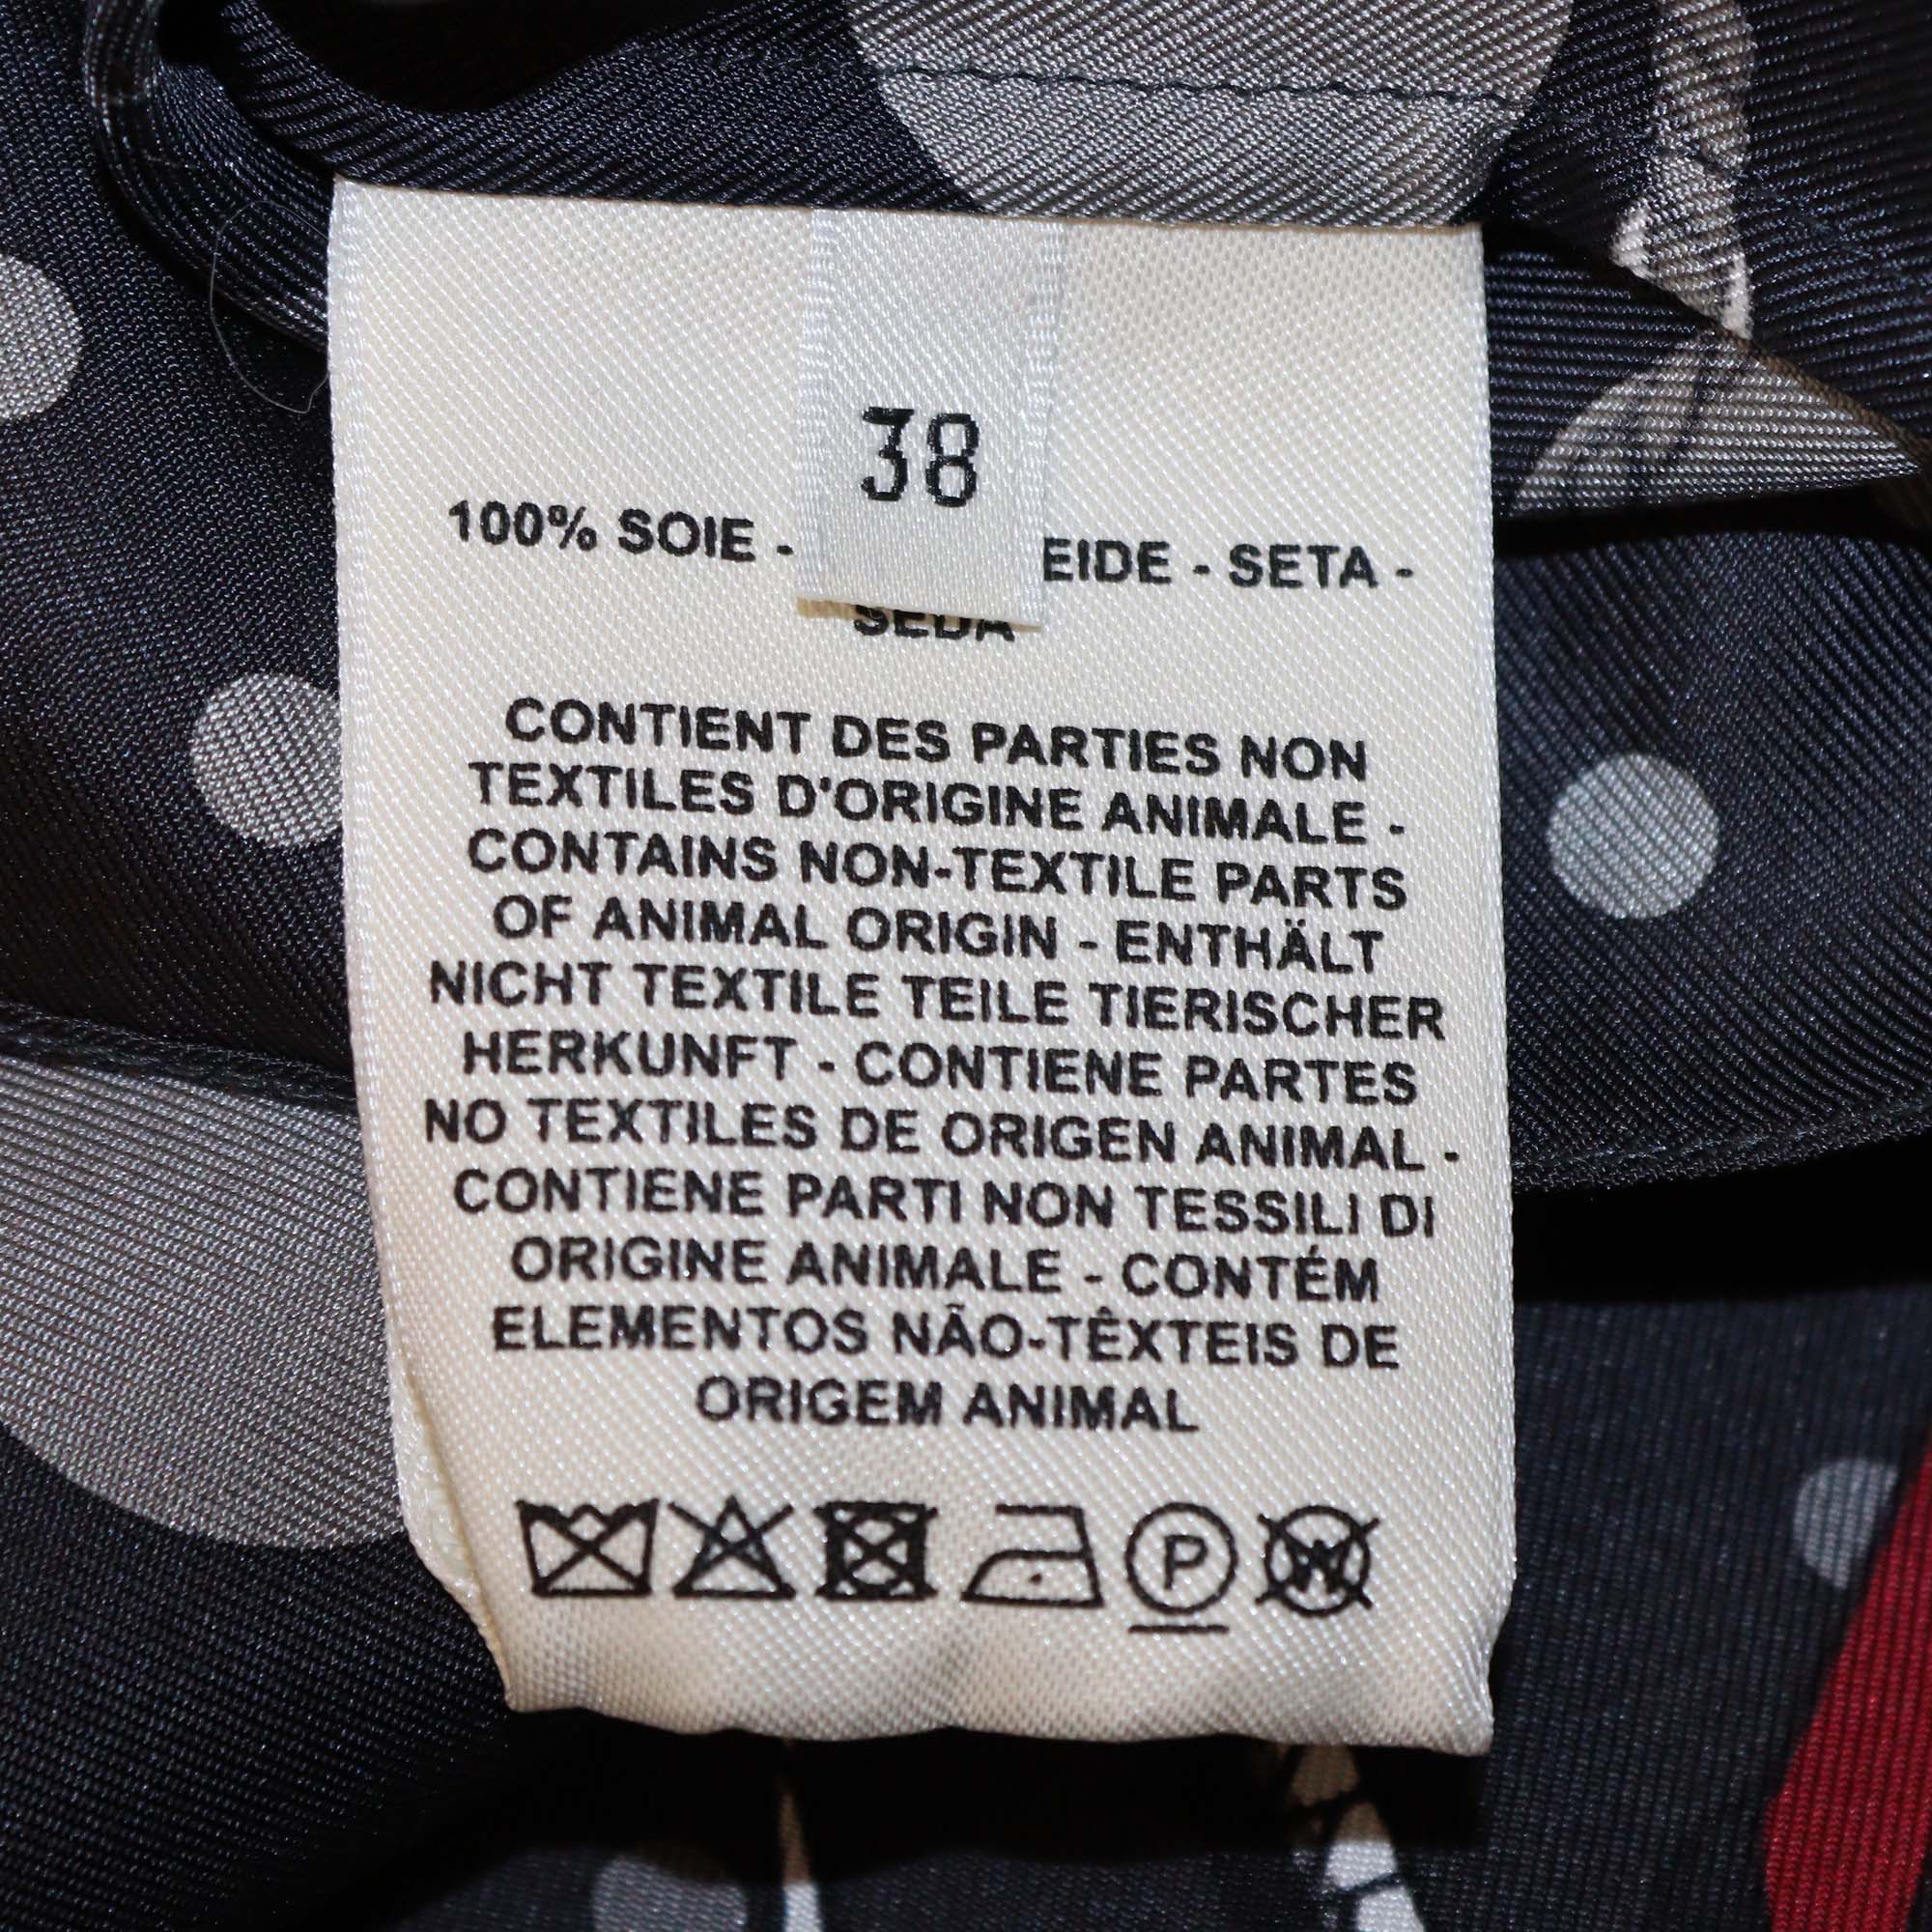 38
100% SOIE - EIDE - SETA -
SEDA
CONTIENT DES PARTIES NON
TEXTILES D'ORIGINE ANIMALE -
CONTAINS NON-TEXTILE PARTS
OF ANIMAL ORIGIN - ENTHÄLT
NICHT TEXTILE TEILE TIERISCHER
HERKUNFT - CONTIENE PARTES
NO TEXTILES DE ORIGEN ANIMAL -
CONTIENE PARTI NON TESSILI DI
ORIGINE ANIMALE - CONTÉM
ELEMENTOS NÃO-TÊXTEIS DE
ORIGEM ANIMAL
P W